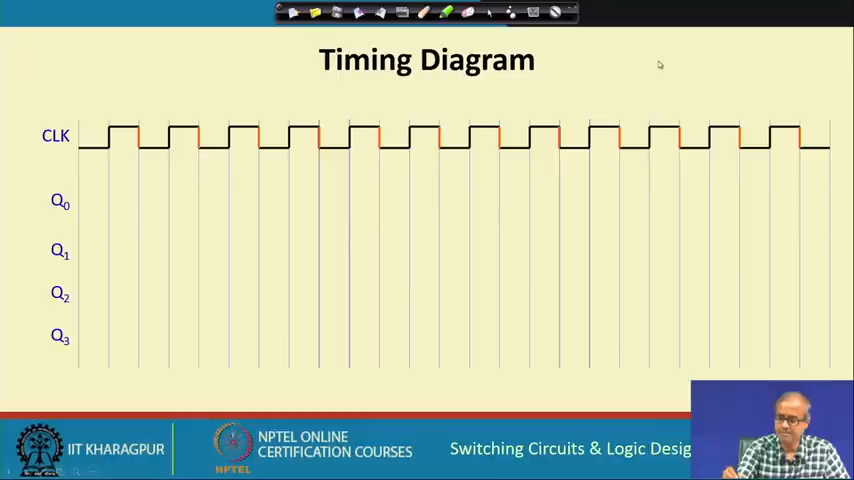 Timing Diagram
CLK
Q0
Q1
Q2
Q3
IIT KHARAGPUR
NPTEL
NPTEL ONLINE
CERTIFICATION COURSES
Switching Circuits & Logic Desig